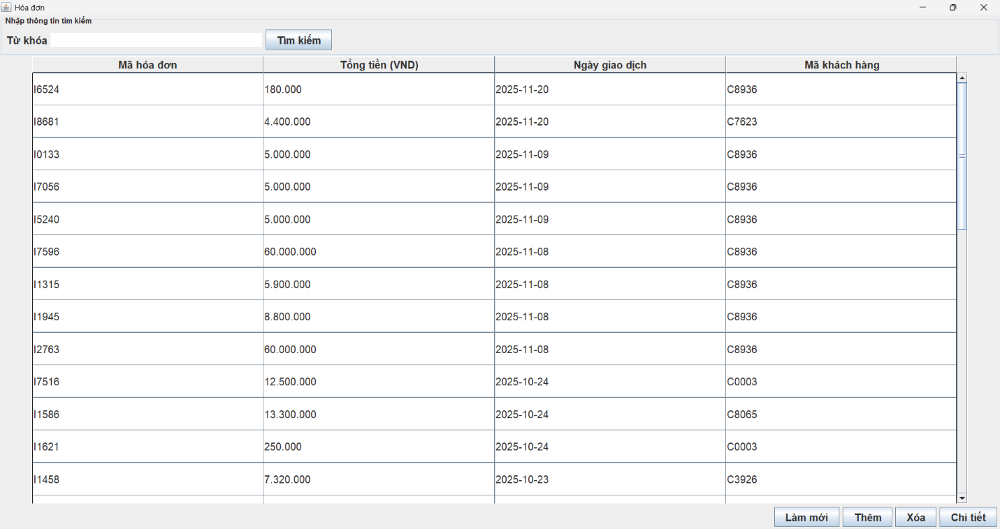 Hóa đơn
Nhập thông tin tìm kiếm
Từ khóa Tìm kiếm
Mã hóa đơn Tổng tiền (VND) Ngày giao dịch Mã khách hàng
I6524 180.000 2025-11-20 C8936
I8681 4.400.000 2025-11-20 C7623
I0133 5.000.000 2025-11-09 C8936
I7056 5.000.000 2025-11-09 C8936
I5240 5.000.000 2025-11-09 C8936
I7596 60.000.000 2025-11-08 C8936
I1315 5.900.000 2025-11-08 C8936
I1945 8.800.000 2025-11-08 C8936
I2763 60.000.000 2025-11-08 C8936
I7516 12.500.000 2025-10-24 C0003
I1586 13.300.000 2025-10-24 C8065
I1621 250.000 2025-10-24 C0003
I1458 7.320.000 2025-10-23 C3926
Làm mới Thêm Xóa Chi tiết